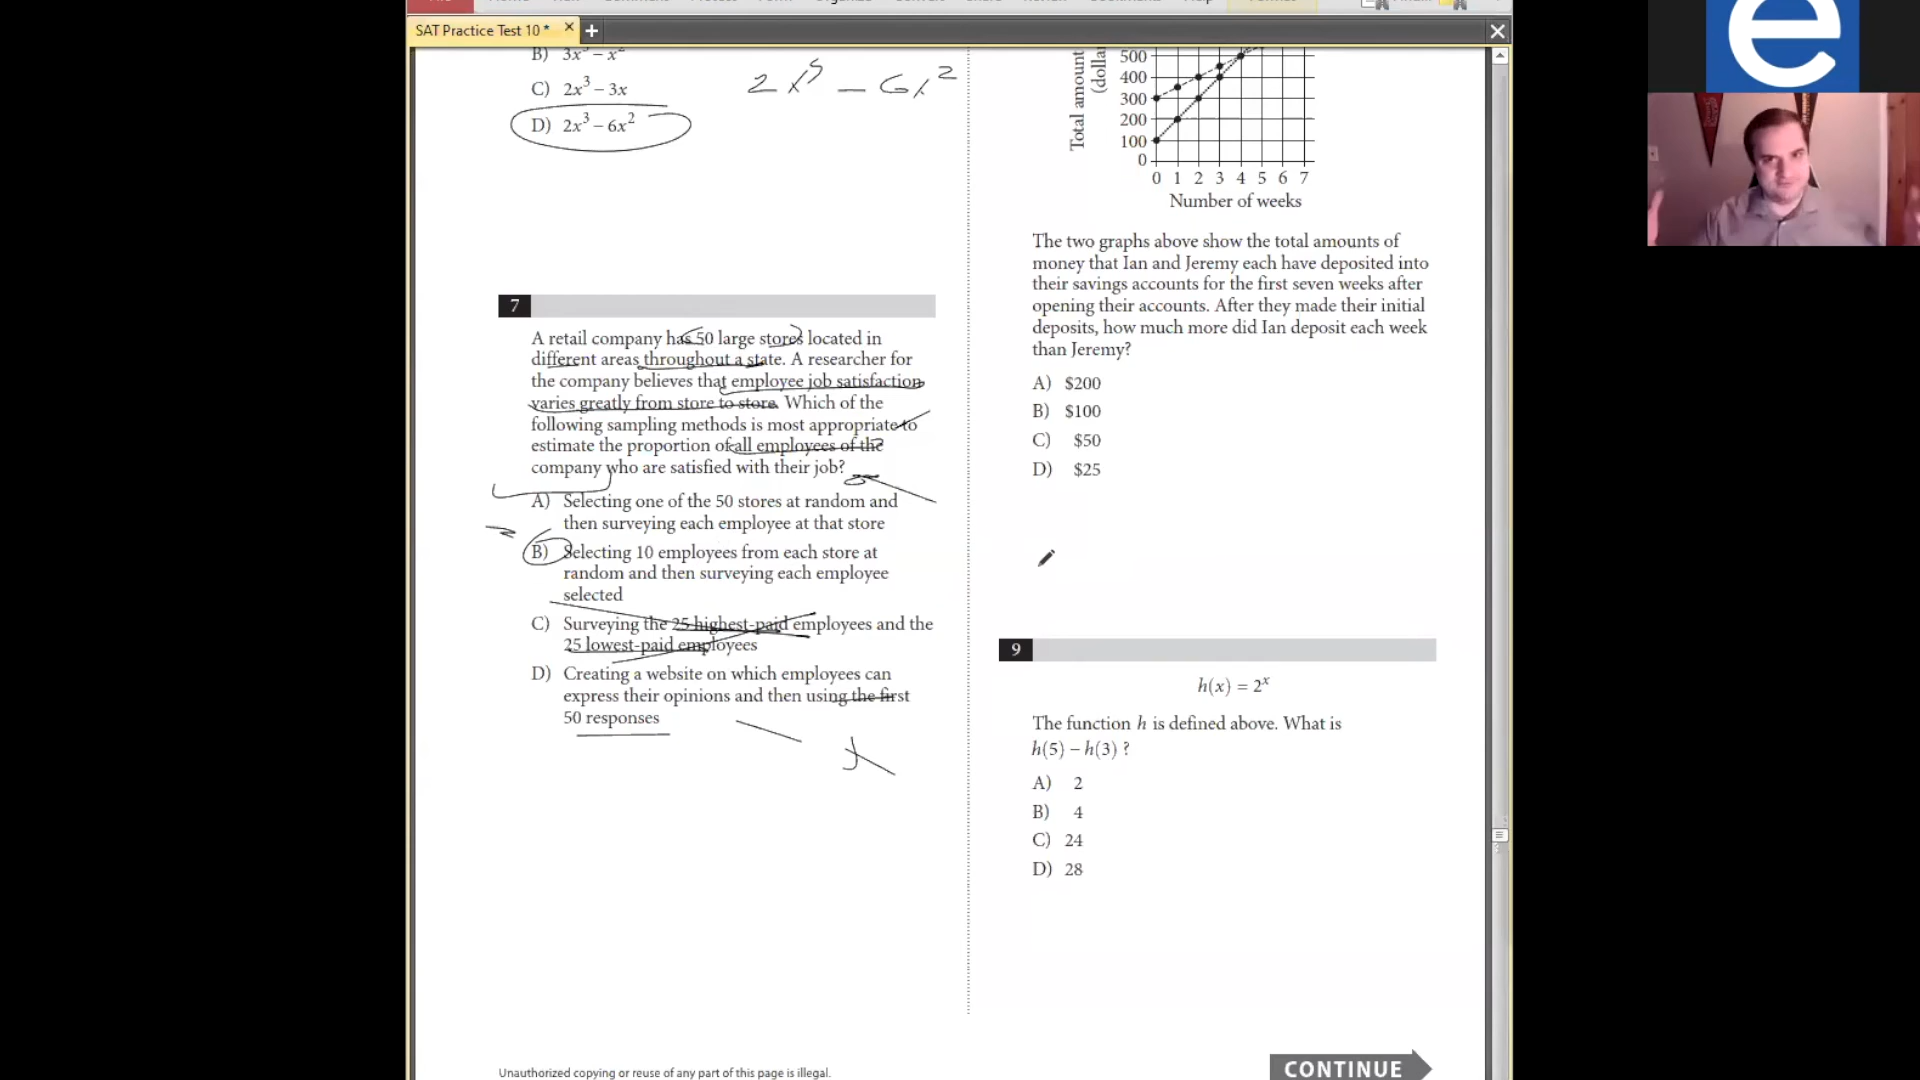 SAT Practice Test 10 *
B) 3x³ – x²
C) 2x³ – 3x
D) 2x³ – 6x²
2x³ – 6x²
7
A retail company has 50 large stores located in
different areas throughout a state. A researcher for
the company believes that employee job satisfaction
varies greatly from store to store. Which of the
following sampling methods is most appropriate to
estimate the proportion of all employees of the
company who are satisfied with their job?
A) Selecting one of the 50 stores at random and
then surveying each employee at that store
B) Selecting 10 employees from each store at
random and then surveying each employee
selected
C) Surveying the 25 highest-paid employees and the
25 lowest-paid employees
D) Creating a website on which employees can
express their opinions and then using the first
50 responses
Total amount
(dollar
500
400
300
200
100
0
0 1 2 3 4 5 6 7
Number of weeks
The two graphs above show the total amounts of
money that Ian and Jeremy each have deposited into
their savings accounts for the first seven weeks after
opening their accounts. After they made their initial
deposits, how much more did Ian deposit each week
than Jeremy?
A) $200
B) $100
C) $50
D) $25
9
h(x) = 2ˣ
The function h is defined above. What is
h(5) – h(3) ?
A) 2
B) 4
C) 24
D) 28
Unauthorized copying or reuse of any part of this page is illegal.
CONTINUE
e